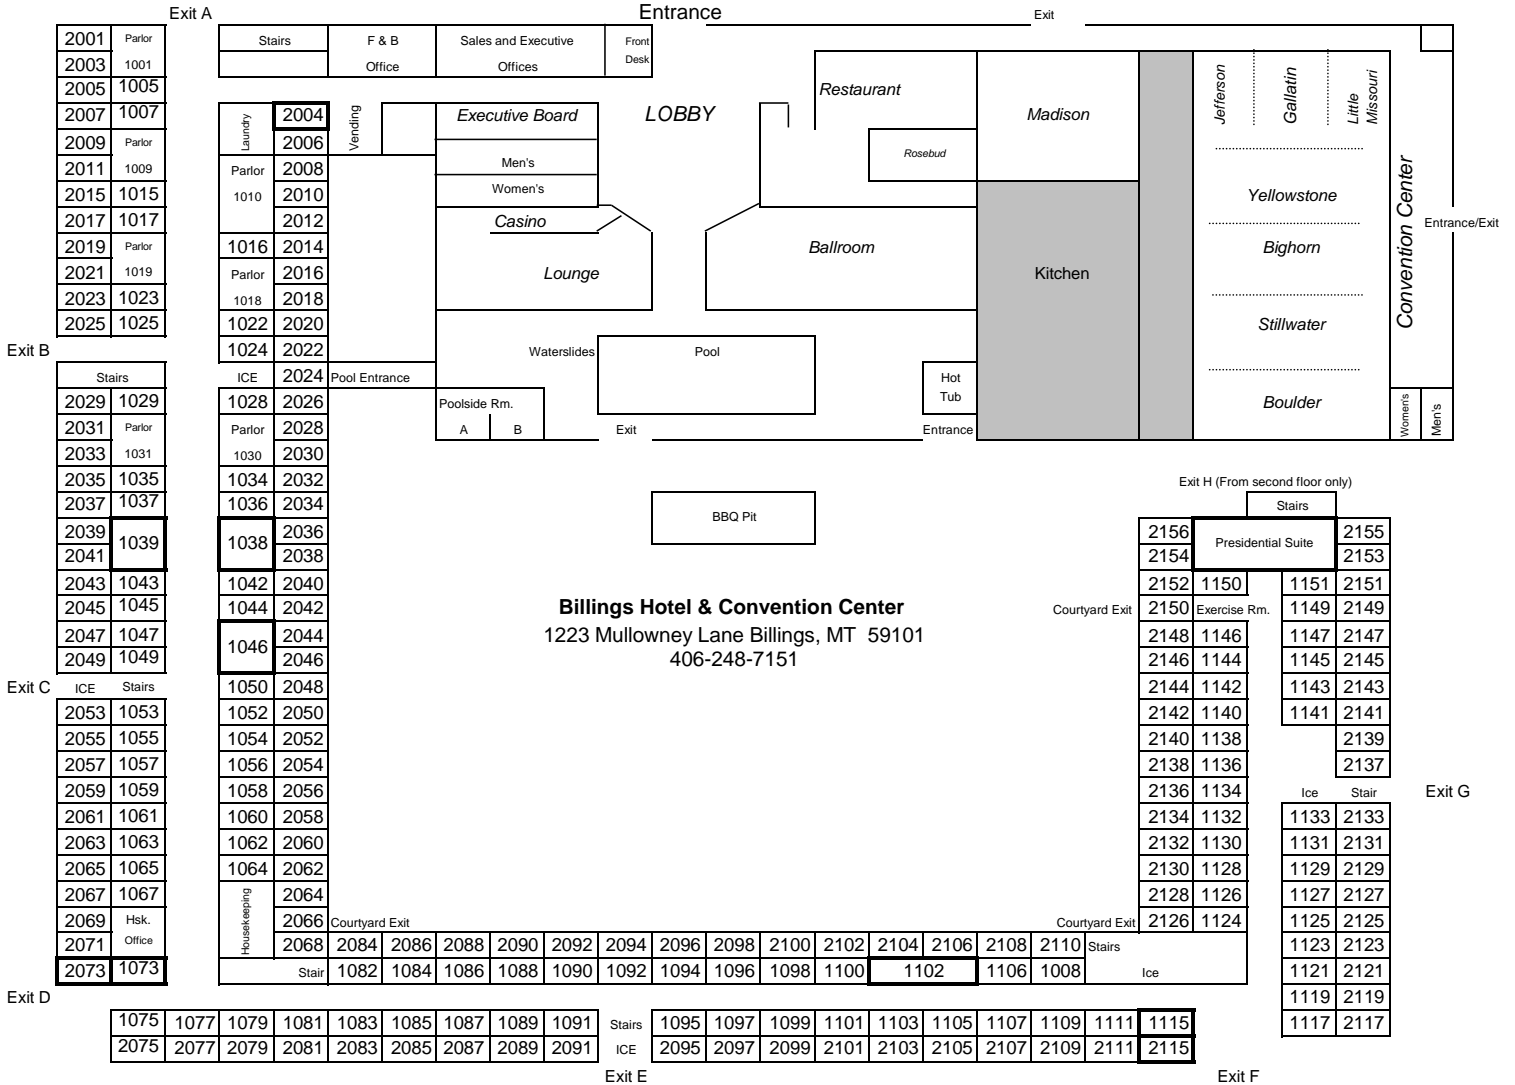 Exit A Entrance Exit
2001 Parlor Stairs F & B Sales and Executive Front
2003 1001 Office Offices Desk
2005 1005
2007 1007 Laundry 2004 Vending Executive Board LOBBY Restaurant Madison Jefferson Gallatin Little Missouri
2009 Parlor 2006 Rosebud
2011 1009 Parlor 2008 Men's
2015 1015 1010 2010 Women's Yellowstone Convention Center
2017 1017 2012 Casino Entrance/Exit
2019 Parlor 1016 2014 Ballroom Bighorn
2021 1019 Parlor 2016 Lounge Kitchen
2023 1023 1018 2018
2025 1025 1022 2020 Stillwater
Exit B 1024 2022 Waterslides Pool
Stairs ICE 2024 Pool Entrance Hot
2029 1029 1028 2026 Poolside Rm. Tub Boulder Women's Men's
2031 Parlor Parlor 2028 A B Exit Entrance
2033 1031 1030 2030
2035 1035 1034 2032 Exit H (From second floor only)
2037 1037 1036 2034 Stairs
2039 1039 1038 2036 BBQ Pit 2156 Presidential Suite 2155
2041 2038 2154 2153
2043 1043 1042 2040 2152 1150 1151 2151
2045 1045 1044 2042 Billings Hotel & Convention Center Courtyard Exit 2150 Exercise Rm. 1149 2149
2047 1047 1046 2044 1223 Mullowney Lane Billings, MT 59101 2148 1146 1147 2147
2049 1049 2046 406-248-7151 2146 1144 1145 2145
Exit C ICE Stairs 1050 2048 2144 1142 1143 2143
2053 1053 1052 2050 2142 1140 1141 2141
2055 1055 1054 2052 2140 1138 2139
2057 1057 1056 2054 2138 1136 2137
2059 1059 1058 2056 2136 1134 Ice Stair Exit G
2061 1061 1060 2058 2134 1132 1133 2133
2063 1063 1062 2060 2132 1130 1131 2131
2065 1065 1064 2062 2130 1128 1129 2129
2067 1067 Housekeeping 2064 2128 1126 1127 2127
2069 Hsk. 2066 Courtyard Exit Courtyard Exit 2126 1124 1125 2125
2071 Office 2068 2084 2086 2088 2090 2092 2094 2096 2098 2100 2102 2104 2106 2108 2110 Stairs 1123 2123
2073 1073 Stair 1082 1084 1086 1088 1090 1092 1094 1096 1098 1100 1102 1106 1008 Ice 1121 2121
Exit D 1119 2119
1075 1077 1079 1081 1083 1085 1087 1089 1091 Stairs 1095 1097 1099 1101 1103 1105 1107 1109 1111 1115 1117 2117
2075 2077 2079 2081 2083 2085 2087 2089 2091 ICE 2095 2097 2099 2101 2103 2105 2107 2109 2111 2115
Exit E Exit F